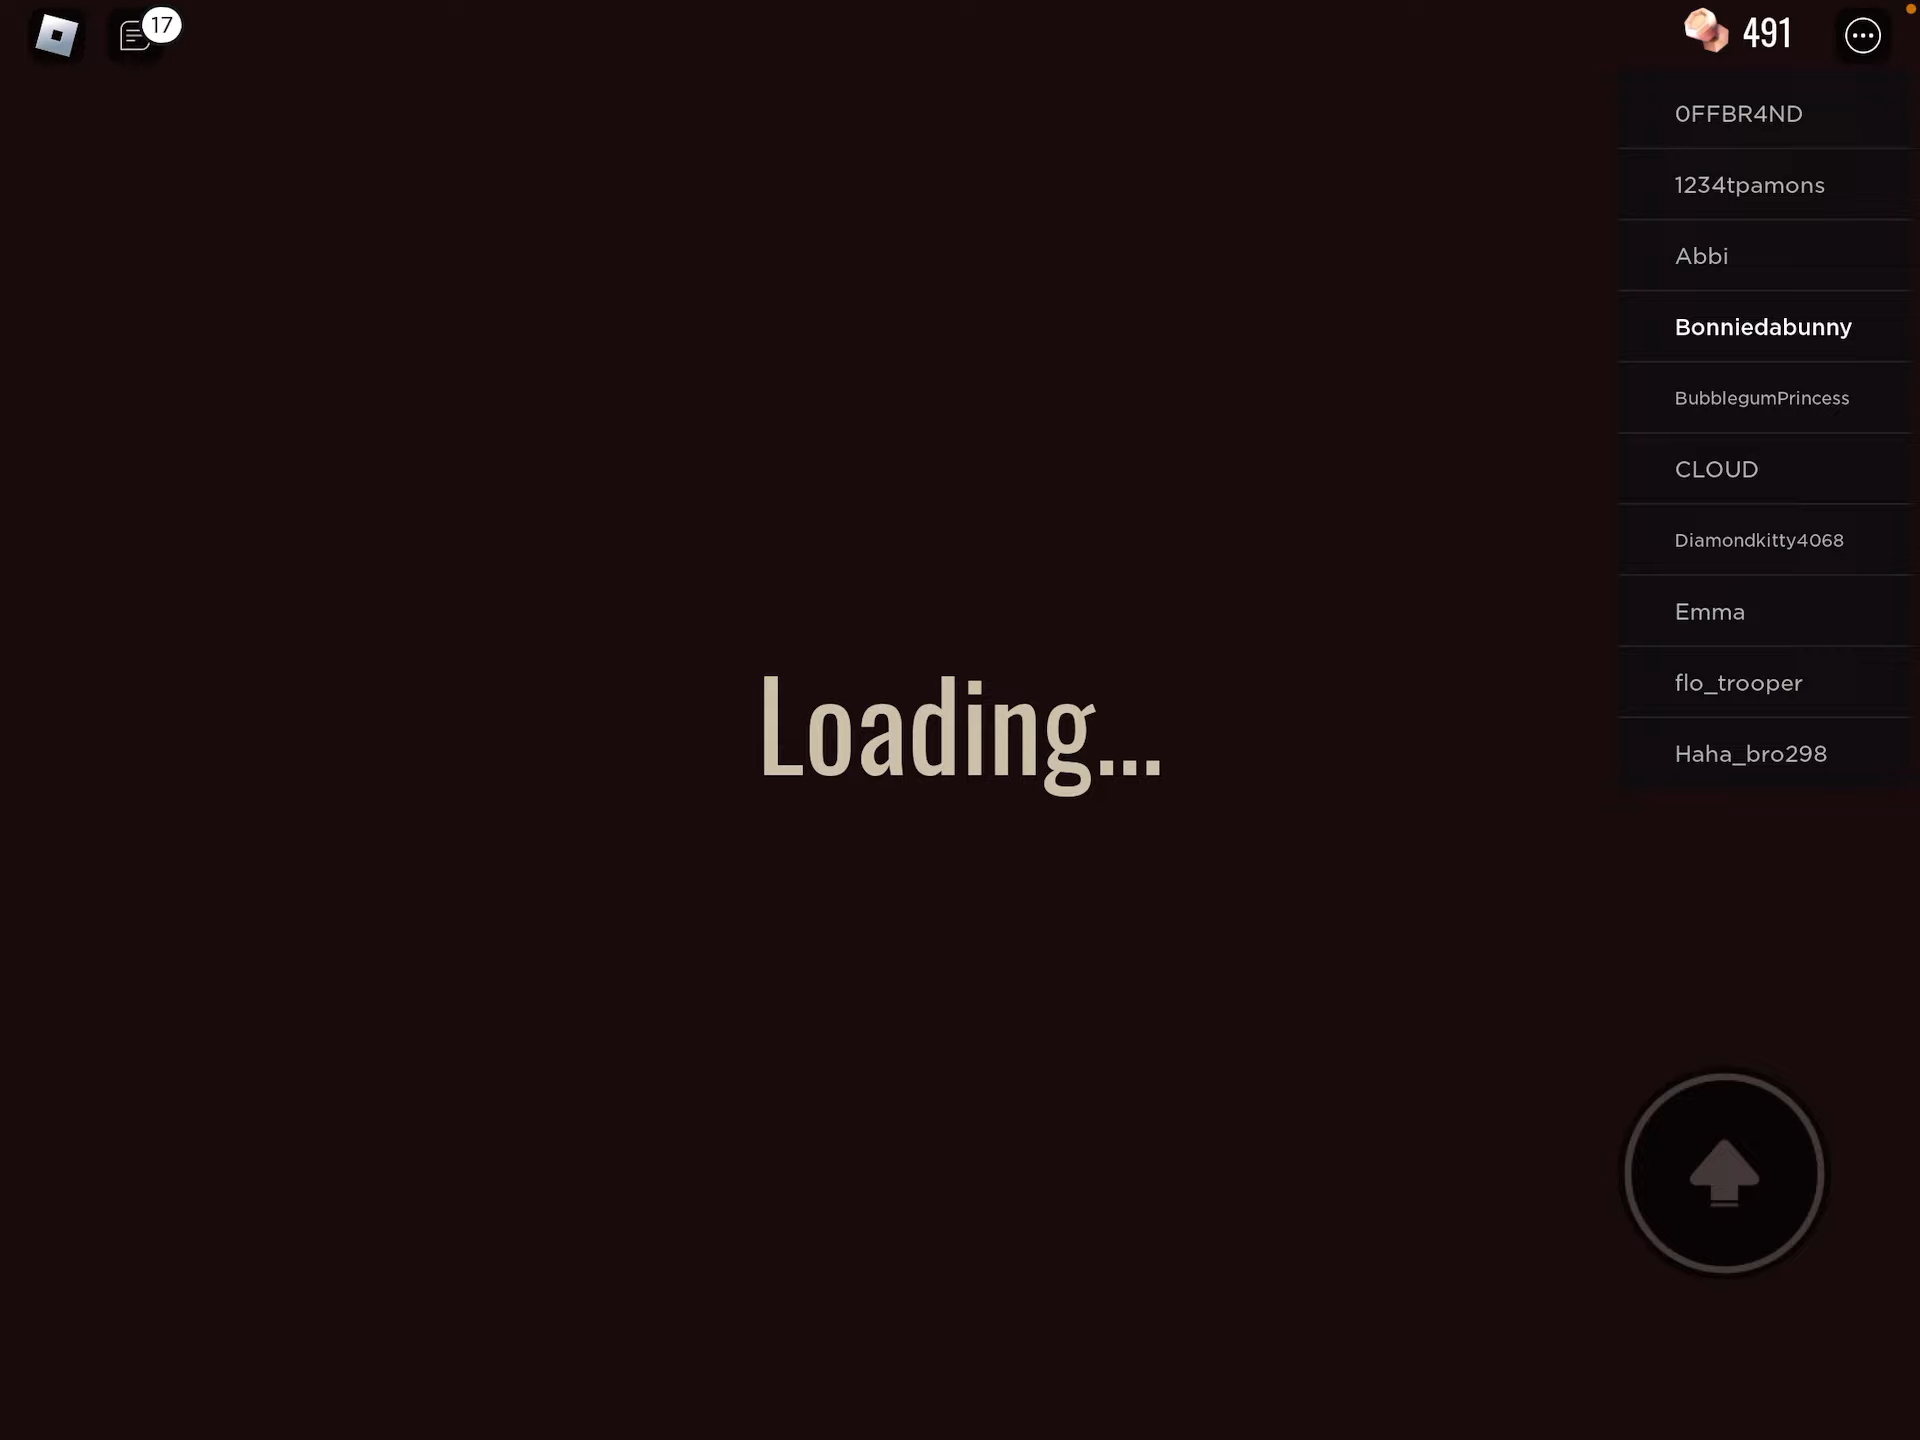 17
491
0FFBR4ND
1234tpamons
Abbi
Bonniedabunny
BubblegumPrincess
CLOUD
Diamondkitty4068
Emma
flo_trooper
Haha_bro298
Loading...